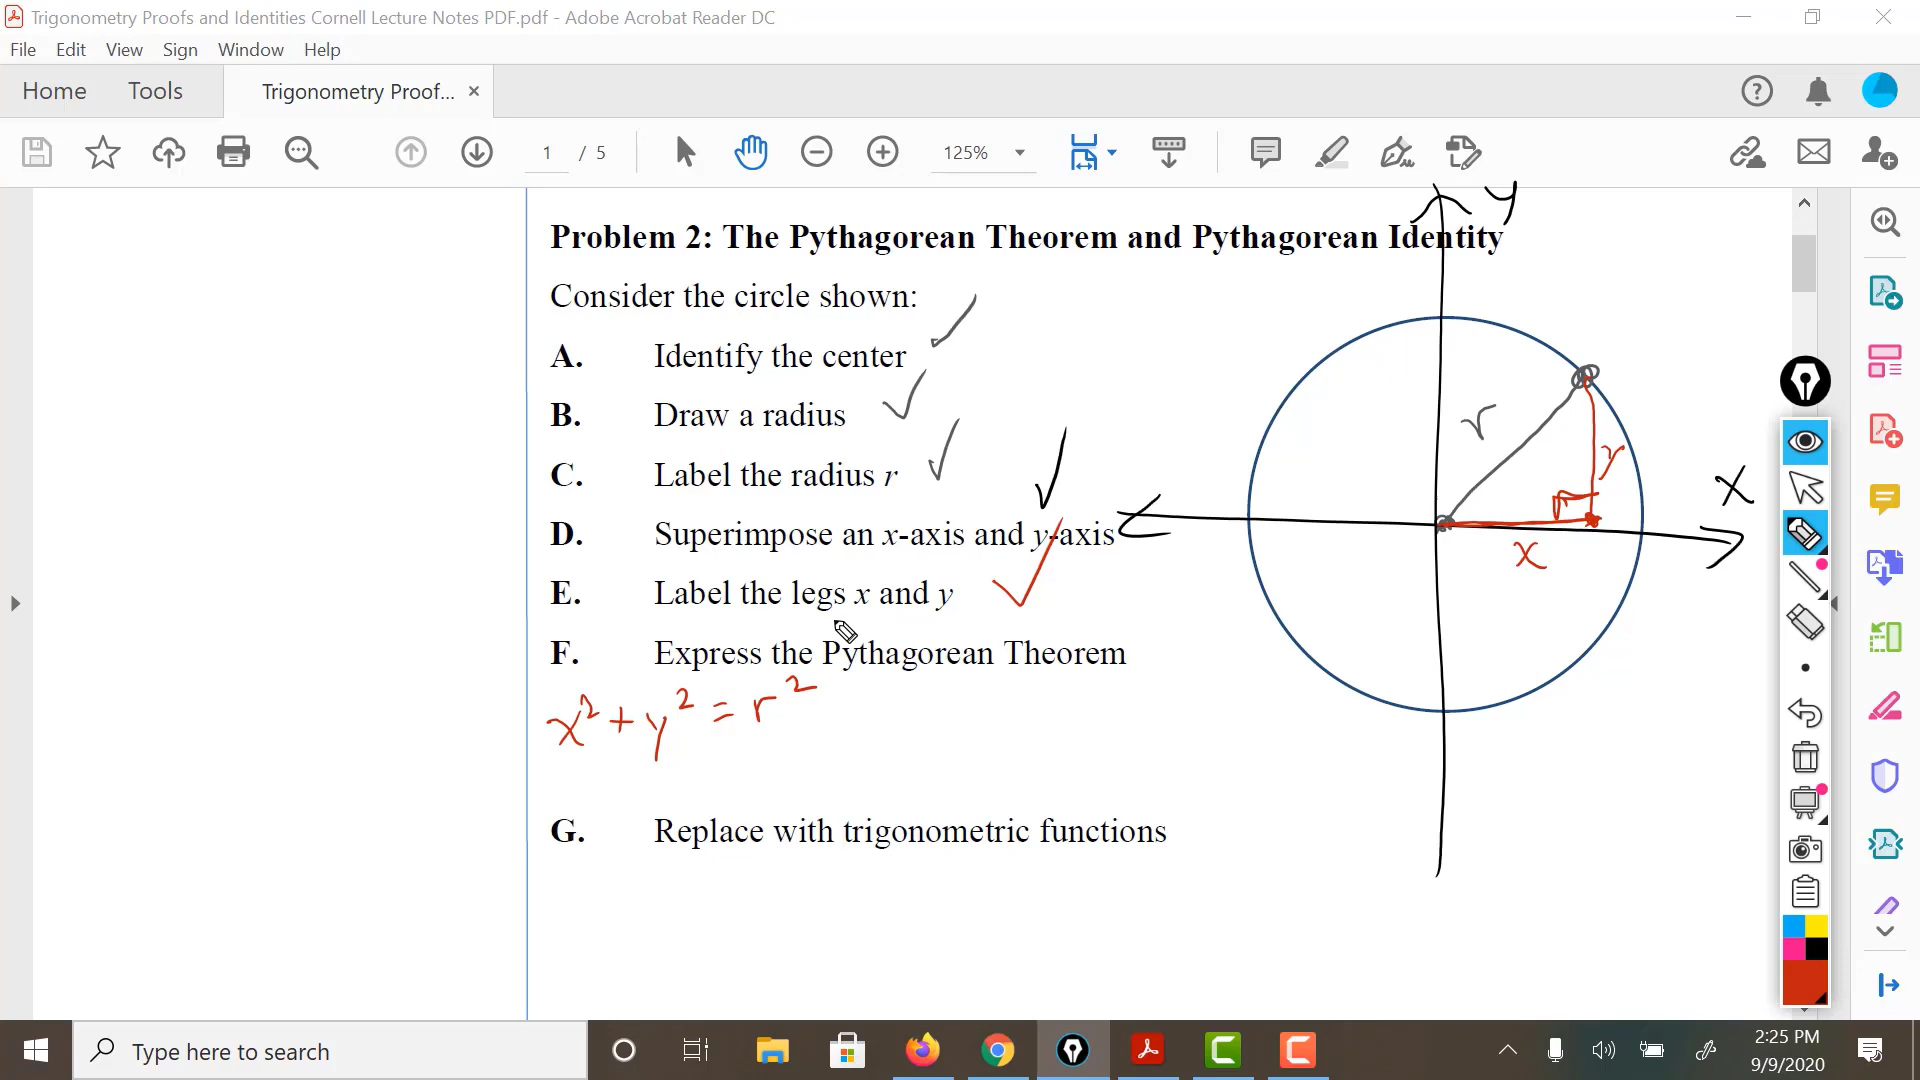 Trigonometry Proofs and Identities Cornell Lecture Notes PDF.pdf - Adobe Acrobat Reader DC
File Edit View Sign Window Help
Home Tools Trigonometry Proof... ×
1 / 5 125%
y
Problem 2: The Pythagorean Theorem and Pythagorean Identity
Consider the circle shown:
A. Identify the center
B. Draw a radius
r
C. Label the radius r
y
x
D. Superimpose an x-axis and y-axis
x
E. Label the legs x and y
F. Express the Pythagorean Theorem
x² + y² = r²
G. Replace with trigonometric functions
Type here to search
2:25 PM
9/9/2020